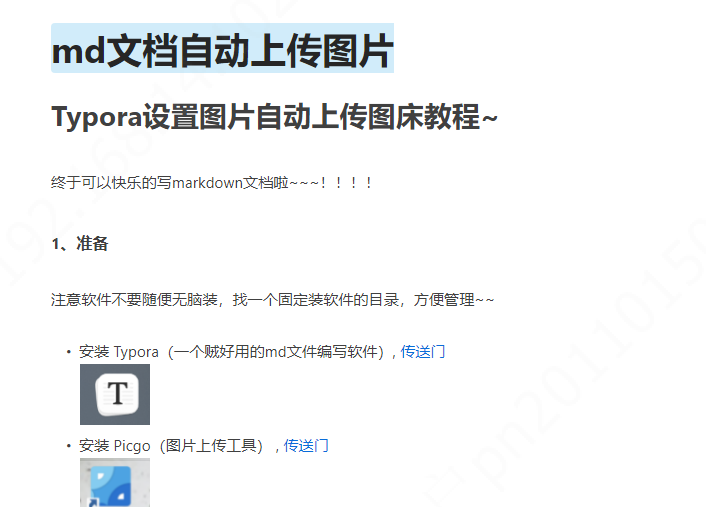 md文档自动上传图片
Typora设置图片自动上传图床教程~
终于可以快乐的写markdown文档啦~~~！！！！
1、准备
注意软件不要随便无脑装，找一个固定装软件的目录，方便管理~~
• 安装 Typora（一个贼好用的md文件编写软件）, 传送门
T
• 安装 Picgo（图片上传工具） , 传送门